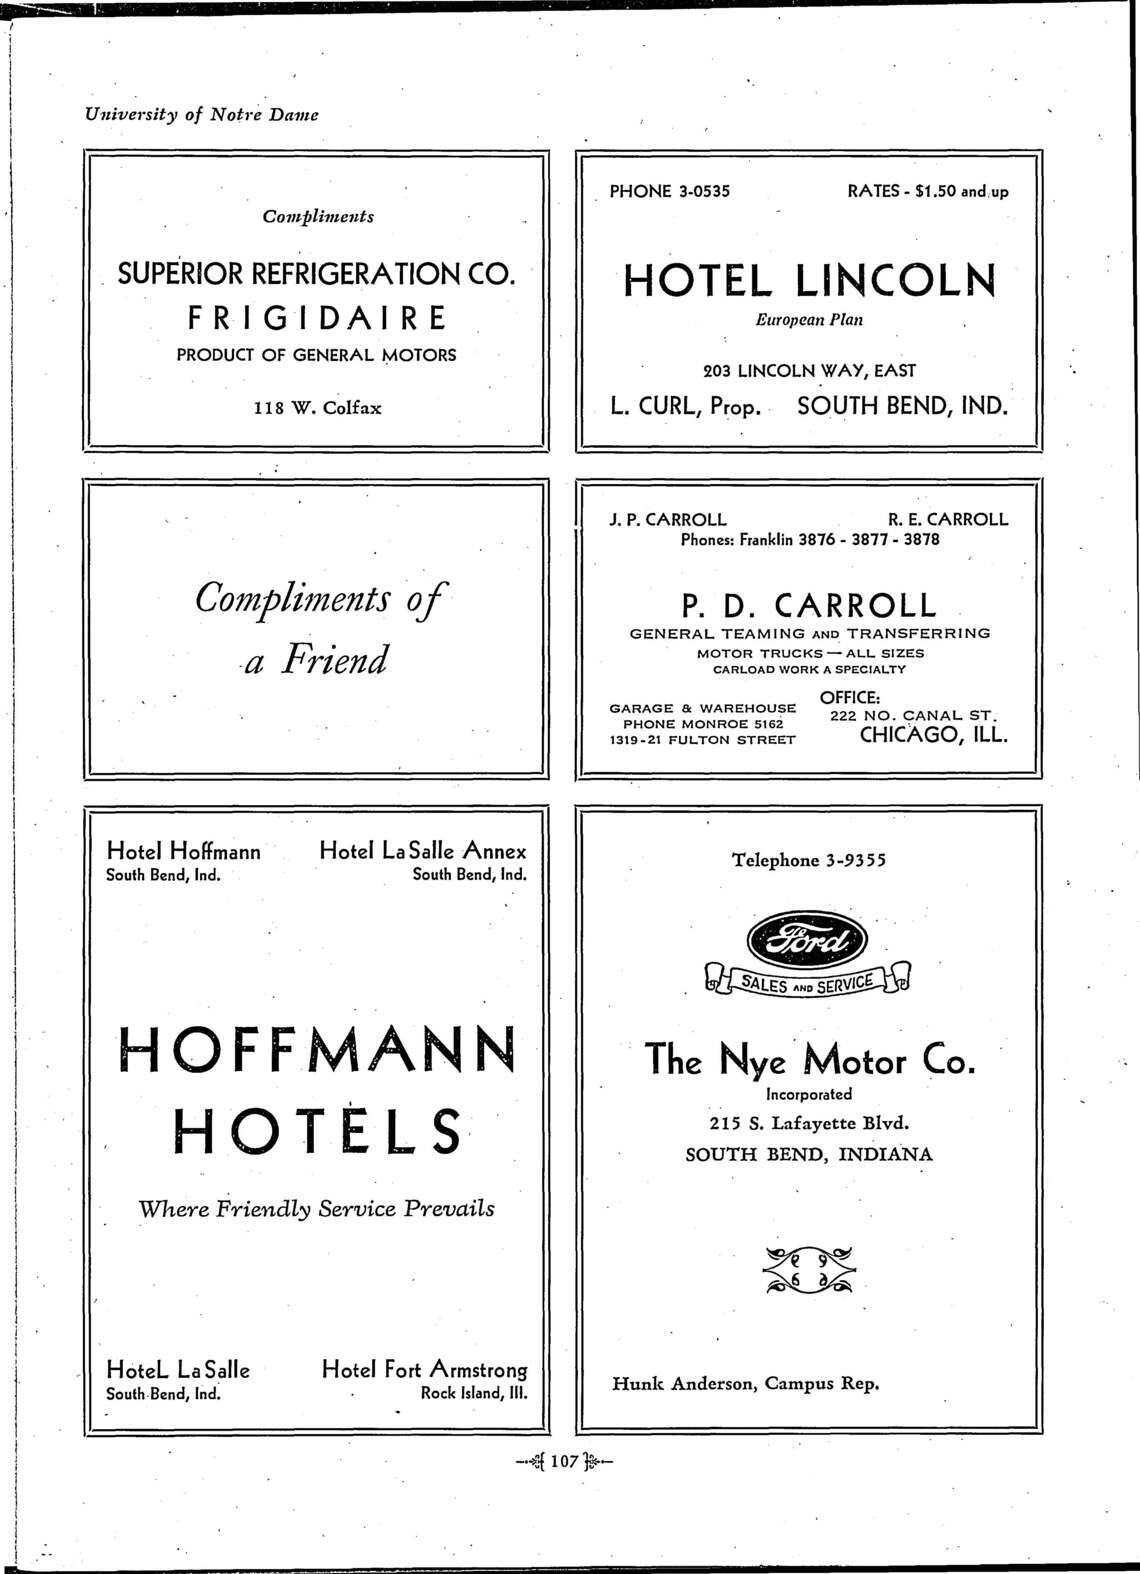 University of Notre Dame
Compliments
SUPERIOR REFRIGERATION CO.
FRIGIDAIRE
PRODUCT OF GENERAL MOTORS
118 W. Colfax
PHONE 3-0535 RATES - $1.50 and up
HOTEL LINCOLN
European Plan
203 LINCOLN WAY, EAST
L. CURL, Prop. SOUTH BEND, IND.
Compliments of
a Friend
J. P. CARROLL R. E. CARROLL
Phones: Franklin 3876 - 3877 - 3878
P. D. CARROLL
GENERAL TEAMING AND TRANSFERRING
MOTOR TRUCKS — ALL SIZES
CARLOAD WORK A SPECIALTY
GARAGE & WAREHOUSE
PHONE MONROE 5162
1319-21 FULTON STREET
OFFICE:
222 NO. CANAL ST.
CHICAGO, ILL.
Hotel Hoffmann Hotel LaSalle Annex
South Bend, Ind. South Bend, Ind.
HOFFMANN
HOTELS
Where Friendly Service Prevails
HoteL LaSalle Hotel Fort Armstrong
South Bend, Ind. Rock Island, Ill.
Telephone 3-9355
Ford
SALES AND SERVICE
The Nye Motor Co.
Incorporated
215 S. Lafayette Blvd.
SOUTH BEND, INDIANA
Hunk Anderson, Campus Rep.
107